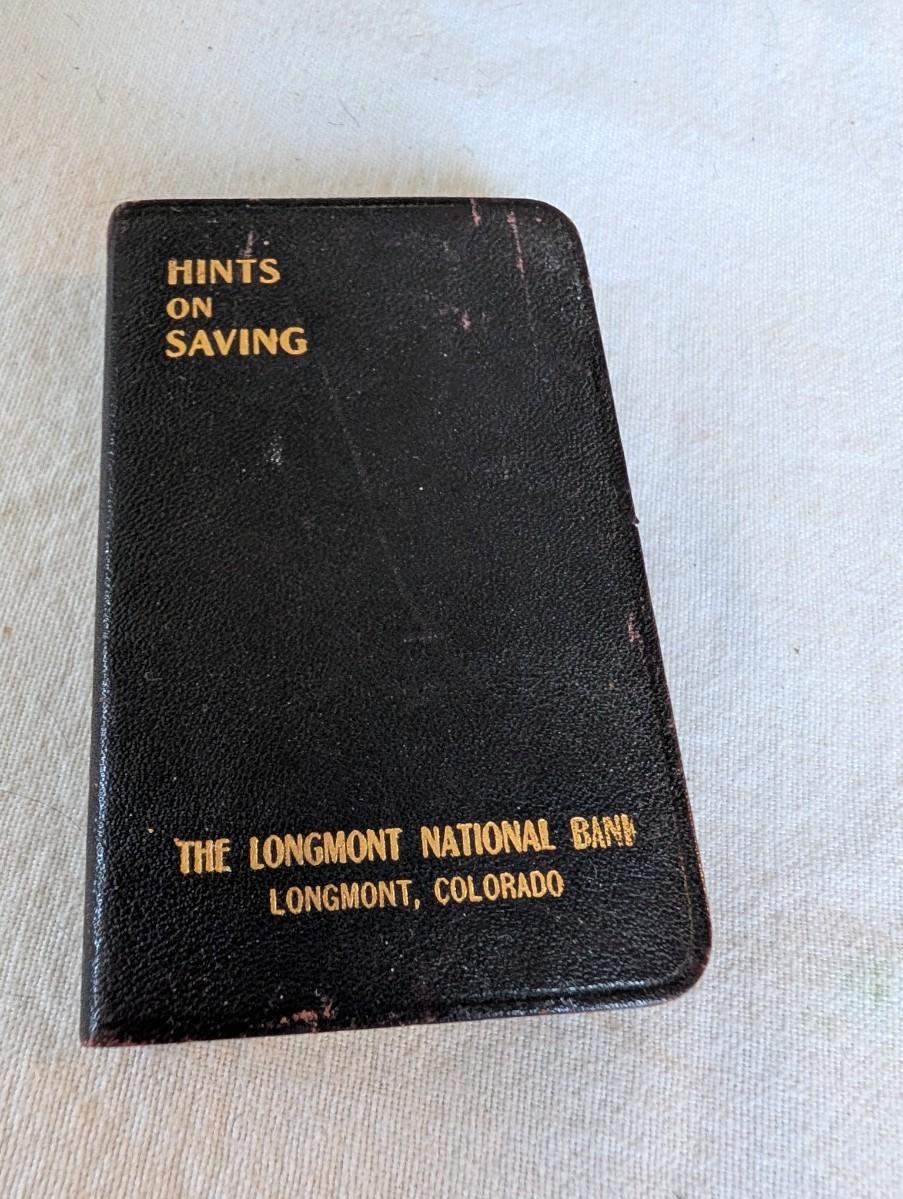 HINTS
ON
SAVING
THE LONGMONT NATIONAL BANK
LONGMONT, COLORADO